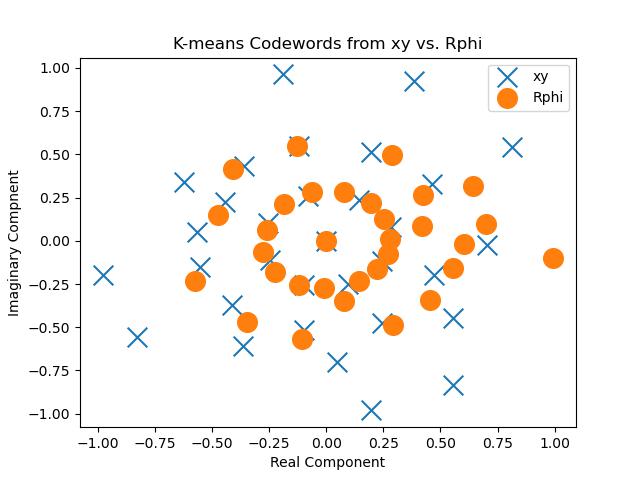 K-means Codewords from xy vs. Rphi
xy
Rphi
1.00
0.75
0.50
0.25
0.00
−0.25
−0.50
−0.75
−1.00
Imaginary Compnent
−1.00 −0.75 −0.50 −0.25 0.00 0.25 0.50 0.75 1.00
Real Component